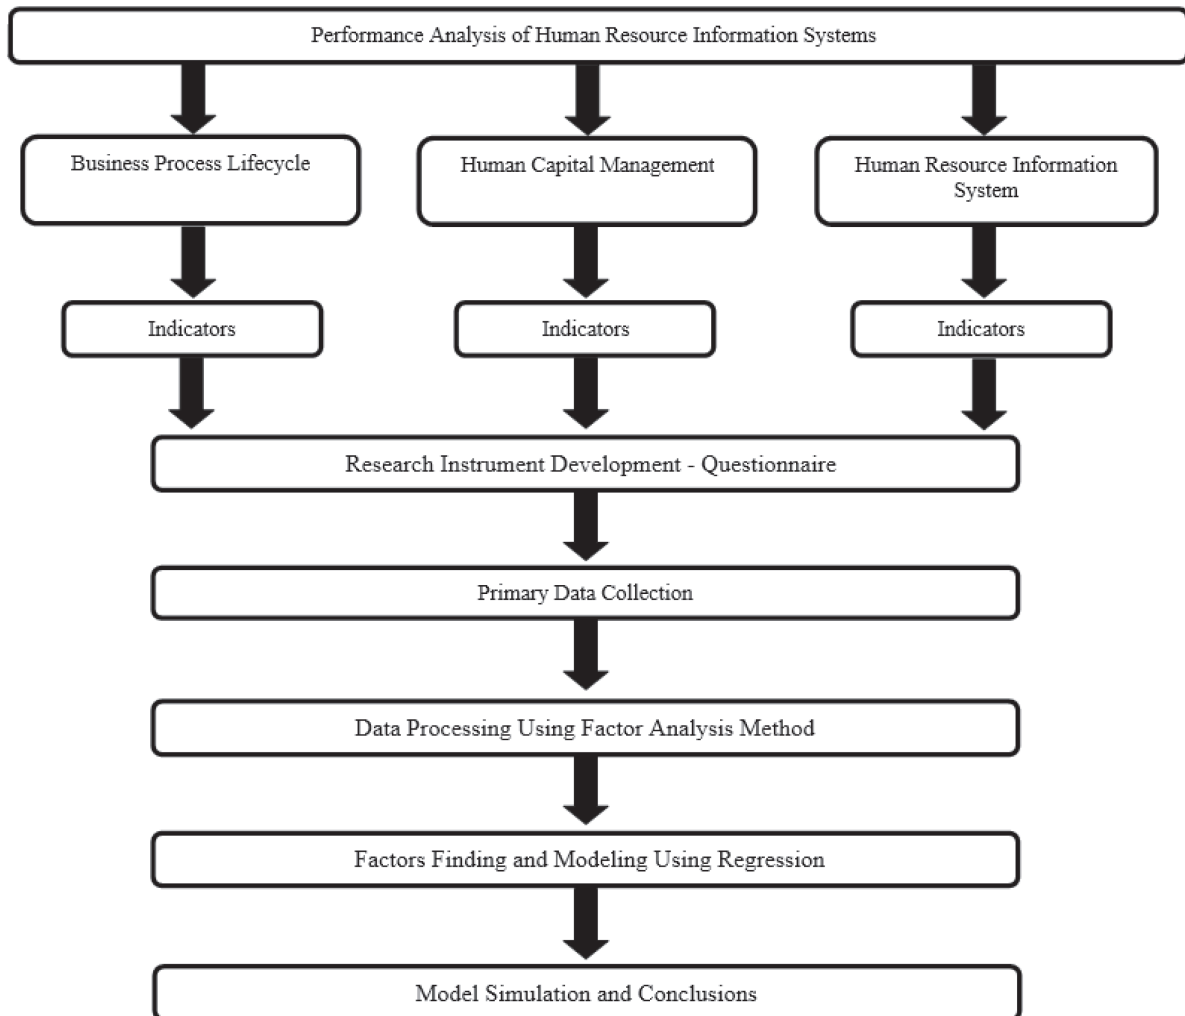 Performance Analysis of Human Resource Information Systems
Business Process Lifecycle
Human Capital Management
Human Resource Information
System
Indicators
Indicators
Indicators
Research Instrument Development - Questionnaire
Primary Data Collection
Data Processing Using Factor Analysis Method
Factors Finding and Modeling Using Regression
Model Simulation and Conclusions